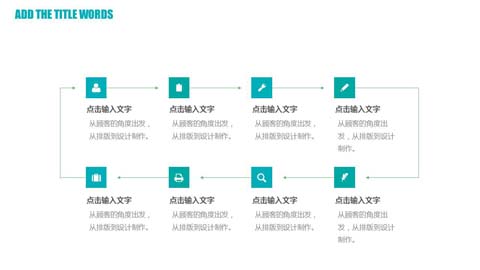 ADD THE TITLE WORDS
点击输入文字
点击输入文字
点击输入文字
点击输入文字
从顾客的角度出发，
从排版到设计制作。
从顾客的角度出发，
从排版到设计制作。
从顾客的角度出发，
从排版到设计制作。
从顾客的角度出
发，从排版到设计
制作。
点击输入文字
点击输入文字
点击输入文字
点击输入文字
从顾客的角度出发，
从排版到设计制作。
从顾客的角度出发，
从排版到设计制作。
从顾客的角度出发，
从排版到设计制作。
从顾客的角度出
发，从排版到设计
制作。